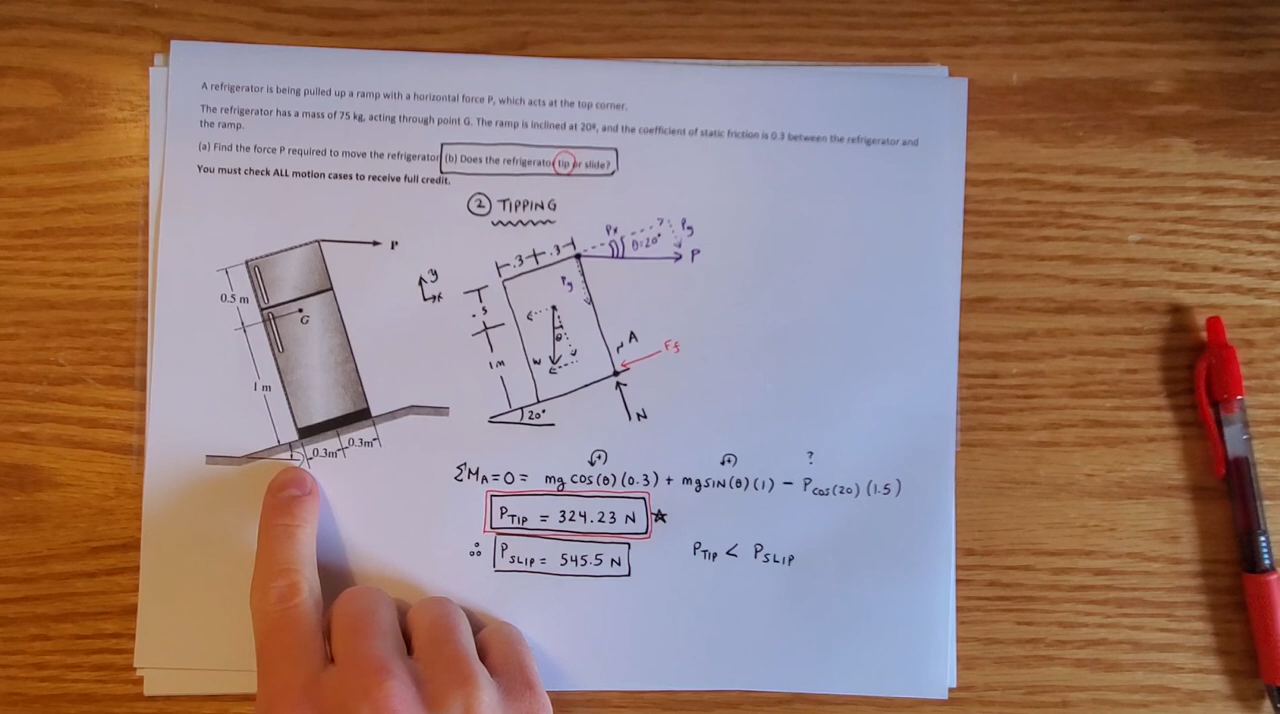 A refrigerator is being pulled up a ramp with a horizontal force P, which acts at the top corner.
The refrigerator has a mass of 75 kg, acting through point G. The ramp is inclined at 20º, and the coefficient of static friction is 0.3 between the refrigerator and
the ramp.
(a) Find the force P required to move the refrigerator (b) Does the refrigerator tip or slide?
You must check ALL motion cases to receive full credit.
② TIPPING
P
0.5 m
G
1 m
0.3m
0.3m
y
x
.3 .3
Px
Py
θ=20°
P
Py
.5
θ
W
1m
A
Ff
20°
N
ΣMA=0= mg cos(θ)(0.3) + mg SIN(θ)(1) - P cos(20)(1.5)
(+) (+) ?
PTIP = 324.23 N ☆
∴ PSLIP = 545.5 N
PTIP < PSLIP